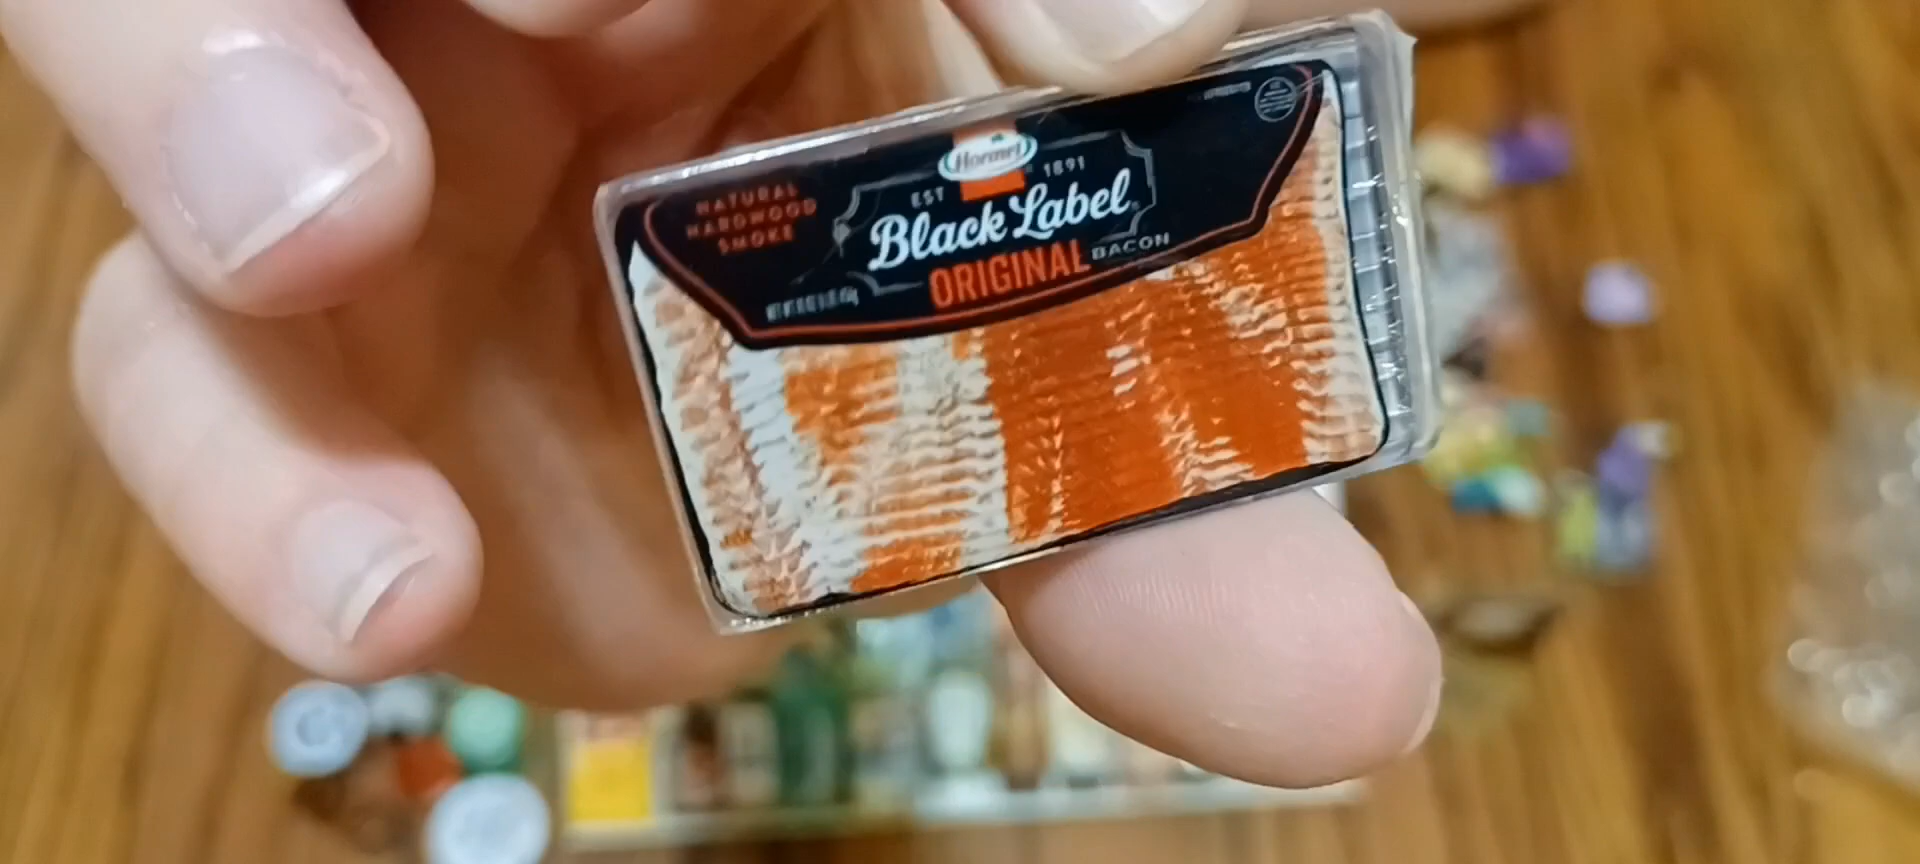 Hormel
EST 1891
NATURAL
HARDWOOD
SMOKE
Black Label
ORIGINAL BACON